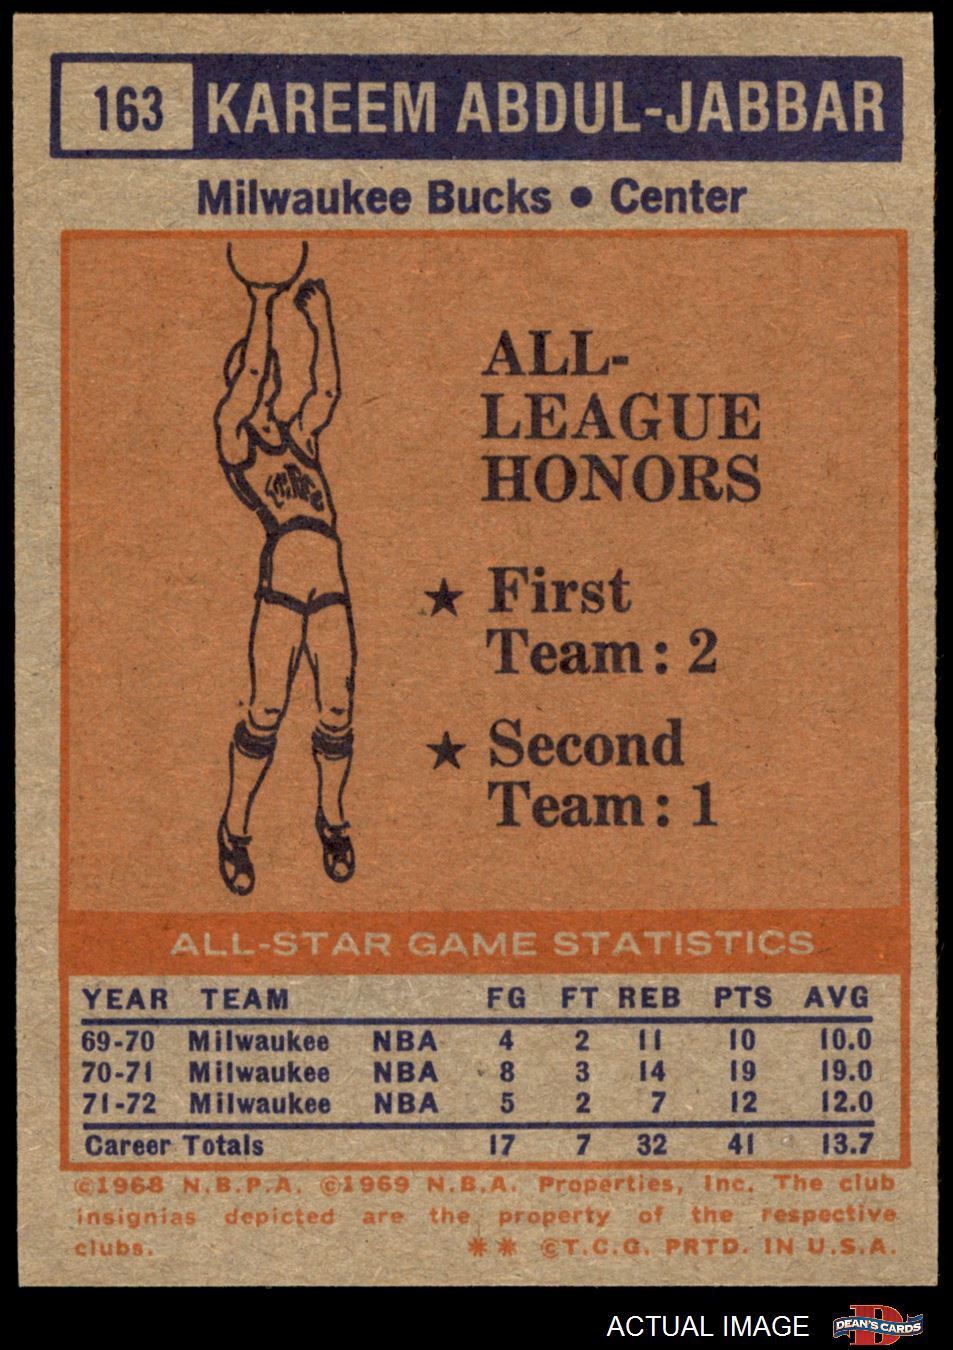 163 KAREEM ABDUL-JABBAR
Milwaukee Bucks • Center
ALL-
LEAGUE
HONORS
★ First
Team: 2
★ Second
Team: 1
ALL-STAR GAME STATISTICS
YEAR TEAM FG FT REB PTS AVG
69-70 Milwaukee NBA 4 2 11 10 10.0
70-71 Milwaukee NBA 8 3 14 19 19.0
71-72 Milwaukee NBA 5 2 7 12 12.0
Career Totals 17 7 32 41 13.7
©1968 N.B.P.A. ©1969 N.B.A. Properties, Inc. The club
insignias depicted are the property of the respective
clubs. ** ©T.C.G. PRTD. IN U.S.A.
ACTUAL IMAGE
D
DEAN'S CARDS